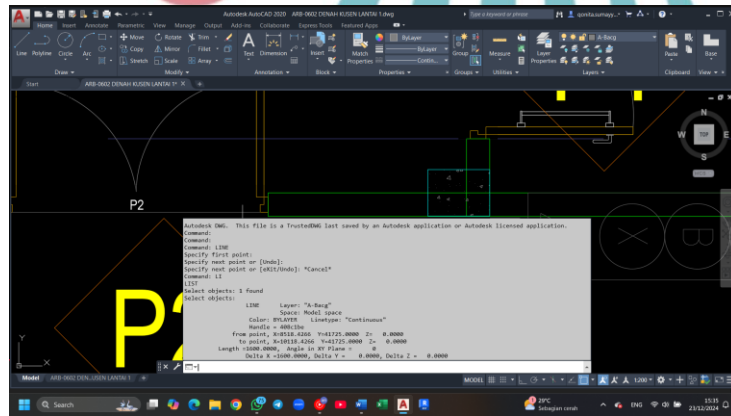 Autodesk AutoCAD 2020 ARB-0602 DENAH KUSEN LANTAI 1.dwg
Type a keyword or phrase
Home Insert Annotate Parametric View Manage Output Add-ins Collaborate Express Tools Featured Apps
Move Rotate Trim
Copy Mirror Fillet
Stretch Scale Array
Line Polyline Circle Arc
Text Dimension
Insert
Match Properties
ByLayer
ByLayer
Contin...
Group
Measure
Layer Properties
A-Bacg
Paste
Base
Draw Modify Annotation Block Properties Groups Utilities Layers Clipboard View
Start ARB-0602 DENAH KUSEN LANTAI 1*
N
W TOP E
S
P2
Autodesk DWG. This file is a TrustedDWG last saved by an Autodesk application or Autodesk licensed application.
Command:
Command:
Command: LINE
Specify first point:
Specify next point or [Undo]:
Specify next point or [eXit/Undo]: *Cancel*
Command: LI
LIST
Select objects: 1 found
Select objects:
LINE Layer: "A-Bacg"
Space: Model space
Color: BYLAYER Linetype: "Continuous"
Handle = 408c1be
from point, X=8518.4266 Y=41725.0000 Z= 0.0000
to point, X=10118.4266 Y=41725.0000 Z= 0.0000
Length =1600.0000, Angle in XY Plane = 0
Delta X =1600.0000, Delta Y = 0.0000, Delta Z = 0.0000
Y
X
Model ARB-0602 DEN...USEN LANTAI 1
MODEL
1:200
Search
29°C
Sebagian cerah
ENG
15:35
23/12/2024